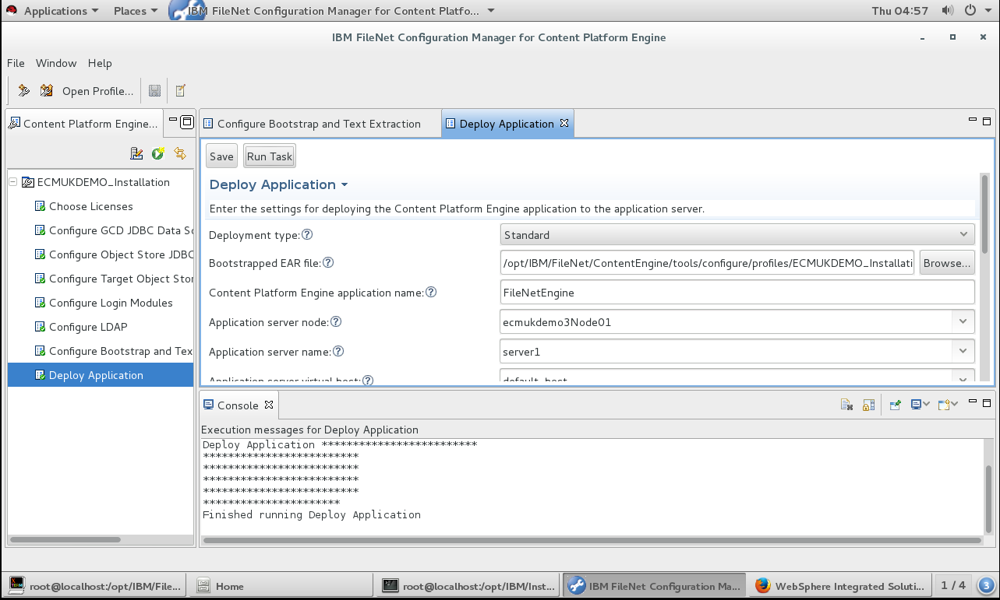 Applications Places IBM FileNet Configuration Manager for Content Platfo... Thu 04:57
IBM FileNet Configuration Manager for Content Platform Engine
File Window Help
Open Profile...
Content Platform Engine...
Configure Bootstrap and Text Extraction Deploy Application
Save Run Task
Deploy Application
Enter the settings for deploying the Content Platform Engine application to the application server.
ECMUKDEMO_Installation
Choose Licenses
Configure GCD JDBC Data So
Configure Object Store JDBC
Configure Target Object Stor
Configure Login Modules
Configure LDAP
Configure Bootstrap and Tex
Deploy Application
Deployment type: Standard
Bootstrapped EAR file: /opt/IBM/FileNet/ContentEngine/tools/configure/profiles/ECMUKDEMO_Installati Browse...
Content Platform Engine application name: FileNetEngine
Application server node: ecmukdemo3Node01
Application server name: server1
Application server virtual host: default_host
Console
Execution messages for Deploy Application
Deploy Application *************************
*************************
*************************
*************************
*************************
**********************
Finished running Deploy Application
root@localhost:/opt/IBM/File... Home root@localhost:/opt/IBM/Inst... IBM FileNet Configuration Ma... WebSphere Integrated Soluti... 1 / 4 3